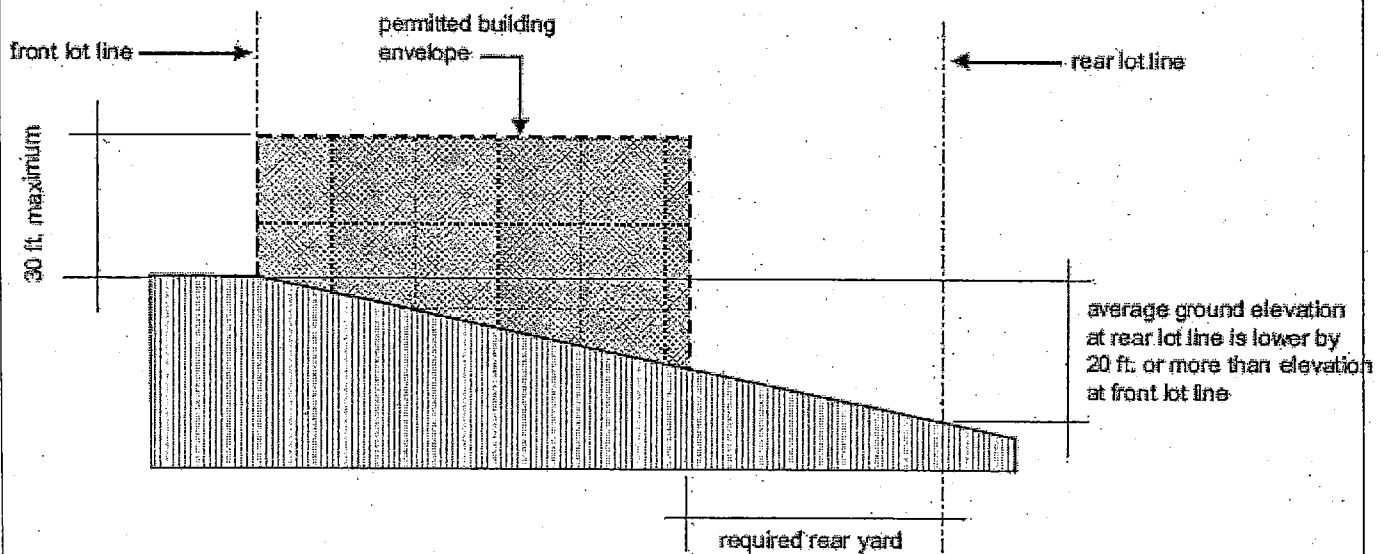 permitted building
envelope
front lot line
rear lot line
30 ft. maximum
average ground elevation
at rear lot line is lower by
20 ft. or more than elevation
at front lot line
required rear yard